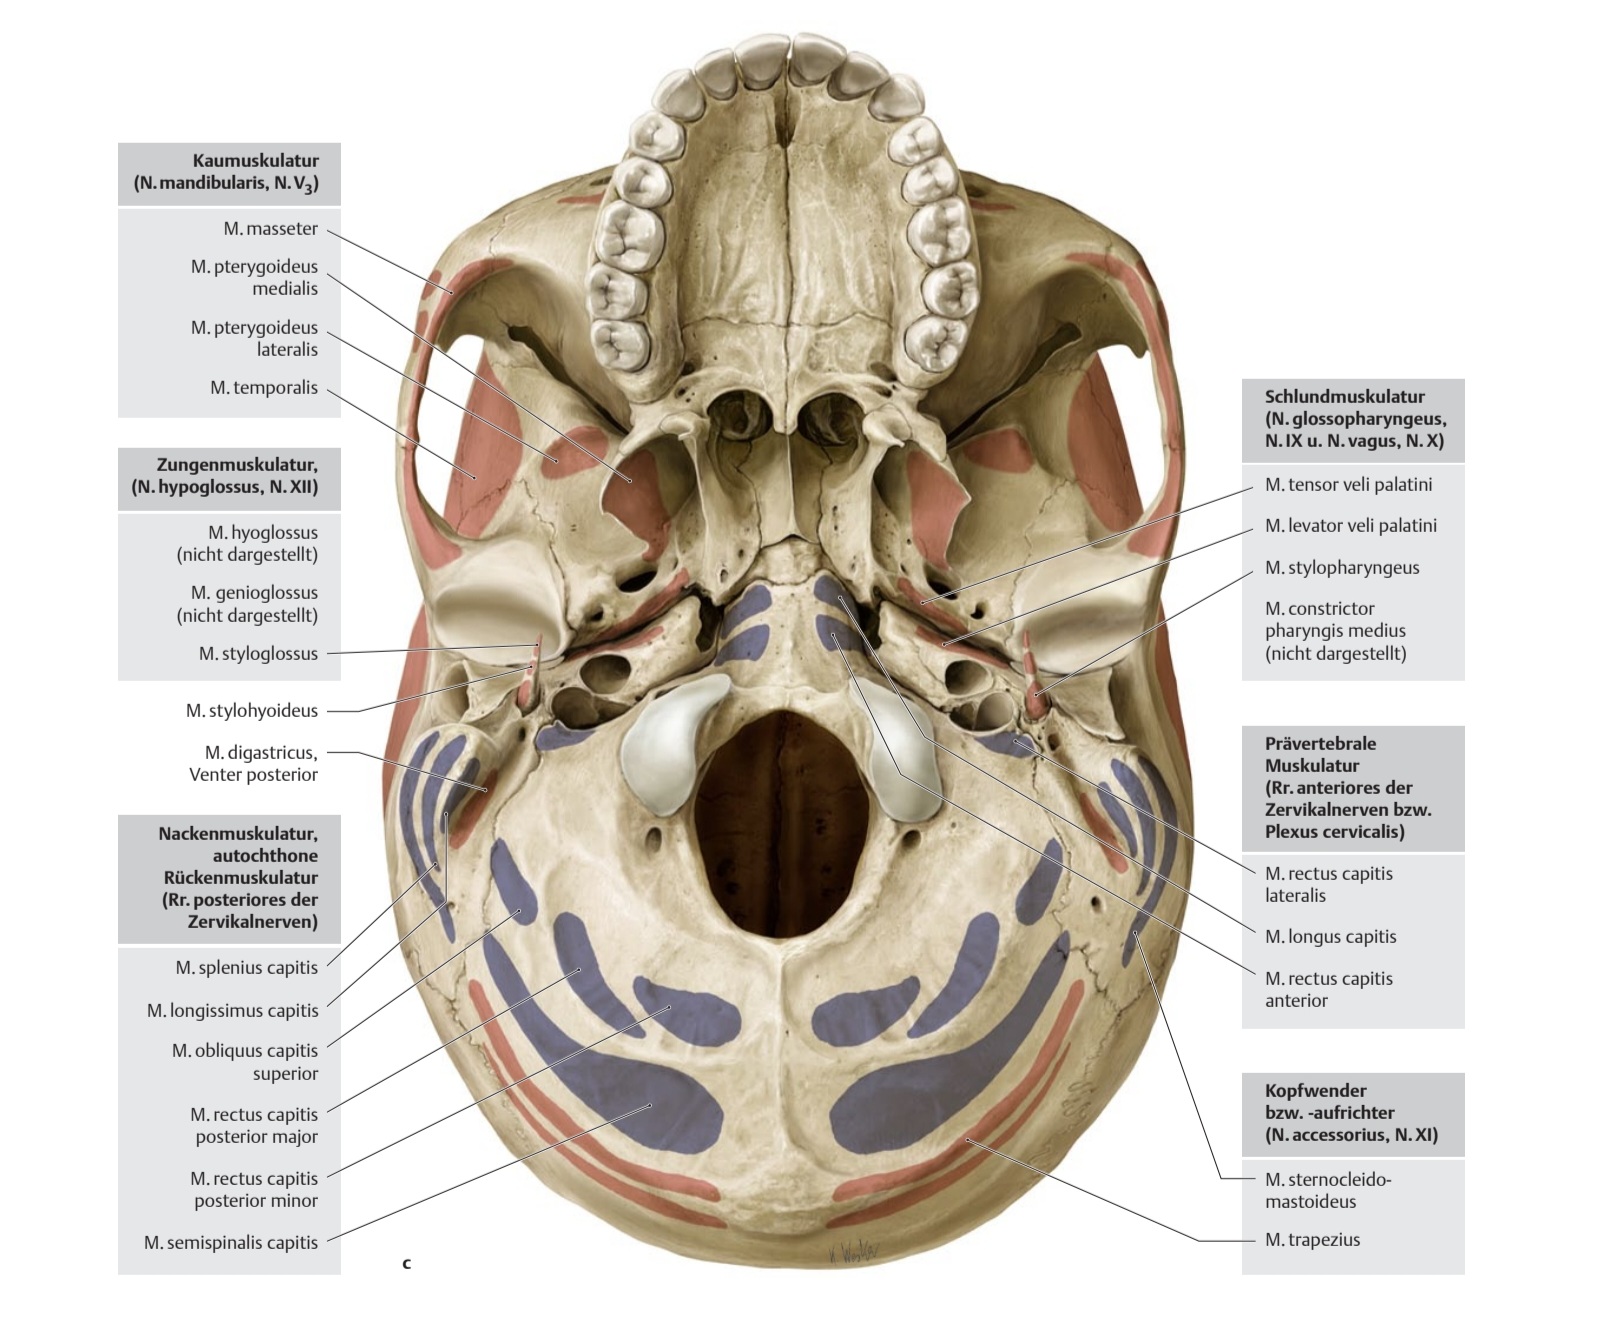 Kaumuskulatur
(N. mandibularis, N. V3)
M. masseter
M. pterygoideus
medialis
M. pterygoideus
lateralis
M. temporalis
Zungenmuskulatur,
(N. hypoglossus, N. XII)
M. hyoglossus
(nicht dargestellt)
M. genioglossus
(nicht dargestellt)
M. styloglossus
M. stylohyoideus
M. digastricus,
Venter posterior
Nackenmuskulatur,
autochthone
Rückenmuskulatur
(Rr. posteriores der
Zervikalnerven)
M. splenius capitis
M. longissimus capitis
M. obliquus capitis
superior
M. rectus capitis
posterior major
M. rectus capitis
posterior minor
M. semispinalis capitis
c
Schlundmuskulatur
(N. glossopharyngeus,
N. IX u. N. vagus, N. X)
M. tensor veli palatini
M. levator veli palatini
M. stylopharyngeus
M. constrictor
pharyngis medius
(nicht dargestellt)
Prävertebrale
Muskulatur
(Rr. anteriores der
Zervikalnerven bzw.
Plexus cervicalis)
M. rectus capitis
lateralis
M. longus capitis
M. rectus capitis
anterior
Kopfwender
bzw. -aufrichter
(N. accessorius, N. XI)
M. sternocleido-
mastoideus
M. trapezius